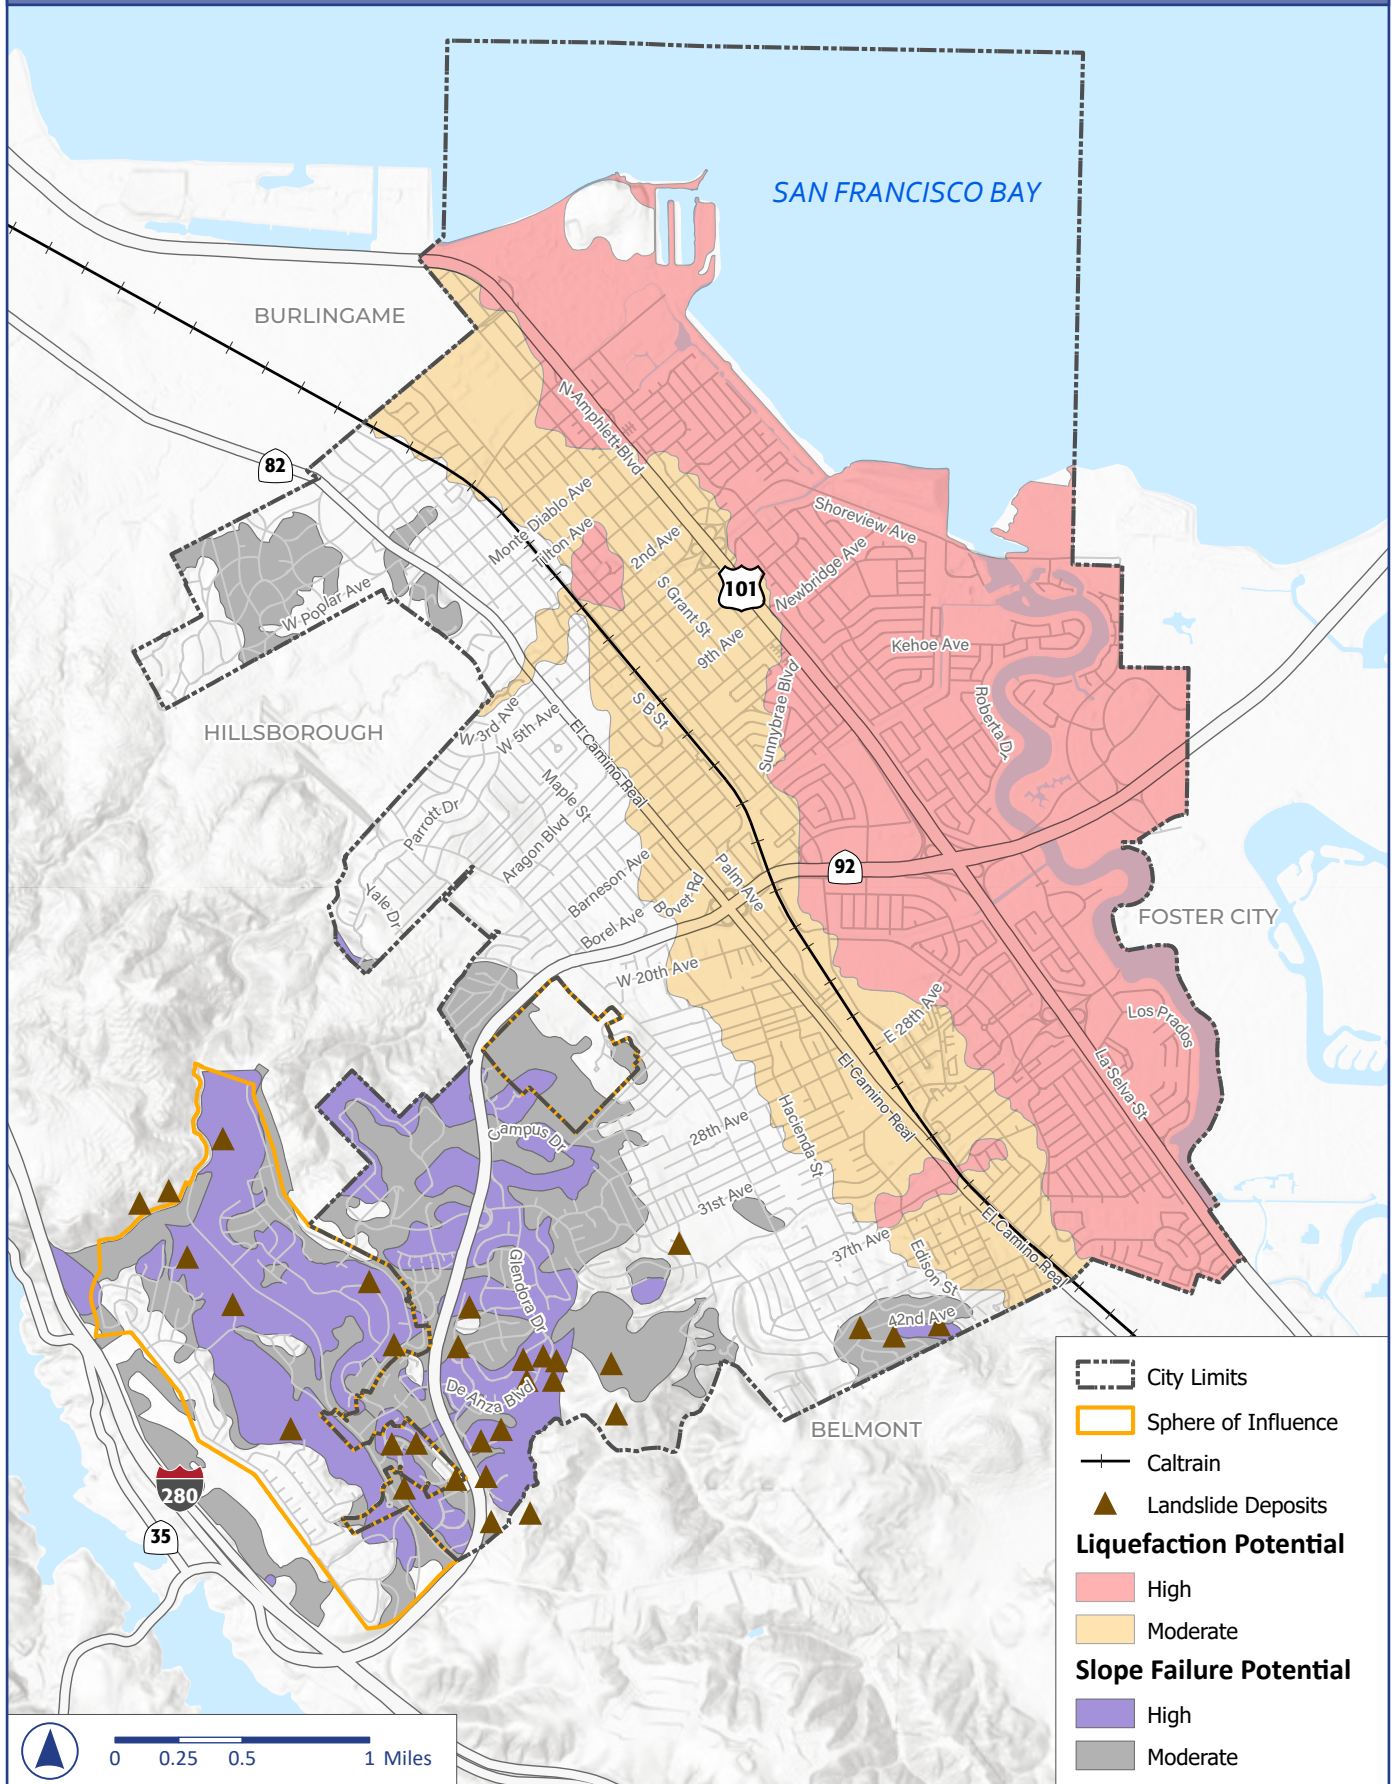 SAN FRANCISCO BAY
BURLINGAME
82
N Amphlett Blvd
Monte Diablo Ave
Tilton Ave
2nd Ave
Shoreview Ave
101
Newbridge Ave
S Grant St
9th Ave
Kehoe Ave
W Poplar Ave
HILLSBOROUGH
W 3rd Ave
W 5th Ave
S B St
Sunnybrae Blvd
Roberta Dr
El Camino Real
Maple St
Parrott Dr
Aragon Blvd
Barneson Ave
Yale Dr
Borel Ave
Bovet Rd
Palm Ave
92
FOSTER CITY
W 20th Ave
E 28th Ave
Los Prados
La Selva St
El Camino Real
Hacienda St
28th Ave
Campus Dr
31st Ave
37th Ave
Edison St
El Camino Real
Glendora Dr
42nd Ave
De Anza Blvd
BELMONT
280
35
City Limits
Sphere of Influence
Caltrain
Landslide Deposits
Liquefaction Potential
High
Moderate
Slope Failure Potential
High
Moderate
0 0.25 0.5 1 Miles